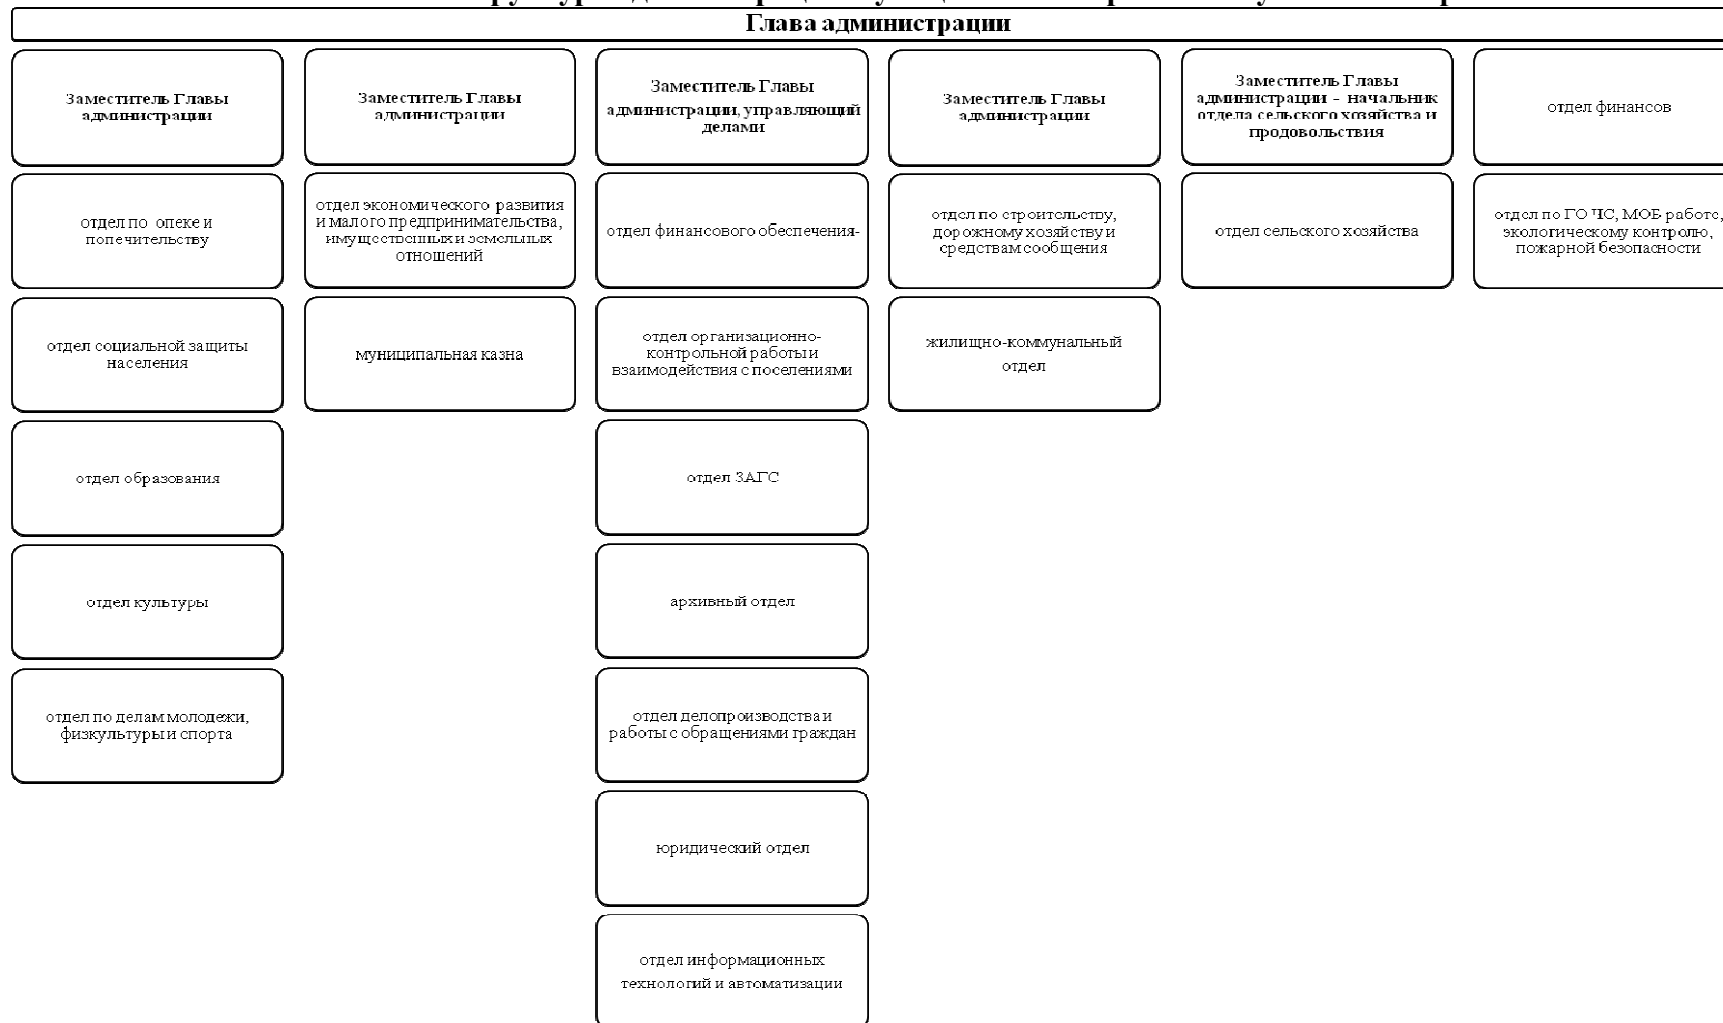 Глава администрации
Заместитель Главы
администрации
Заместитель Главы
администрации
Заместитель Главы
администрации, управляющий
делами
Заместитель Главы
администрации
Заместитель Главы
администрации - начальник
отдела сельского хозяйства и
продовольствия
отдел финансов
отдел по опеке и
попечительству
отдел экономического развития
и малого предпринимательства,
имущественных и земельных
отношений
отдел финансового обеспечения-
отдел по строительству,
дорожному хозяйству и
средствам сообщения
отдел сельского хозяйства
отдел по ГО ЧС, МОБ работе,
экологическому контролю,
пожарной безопасности
отдел социальной защиты
населения
муниципальная казна
отдел организационно-
контрольной работы и
взаимодействия с поселениями
жилищно-коммунальный
отдел
отдел образования
отдел ЗАГС
отдел культуры
архивный отдел
отдел по делам молодежи,
физкультуры и спорта
отдел делопроизводства и
работы с обращениями граждан
юридический отдел
отдел информационных
технологий и автоматизации